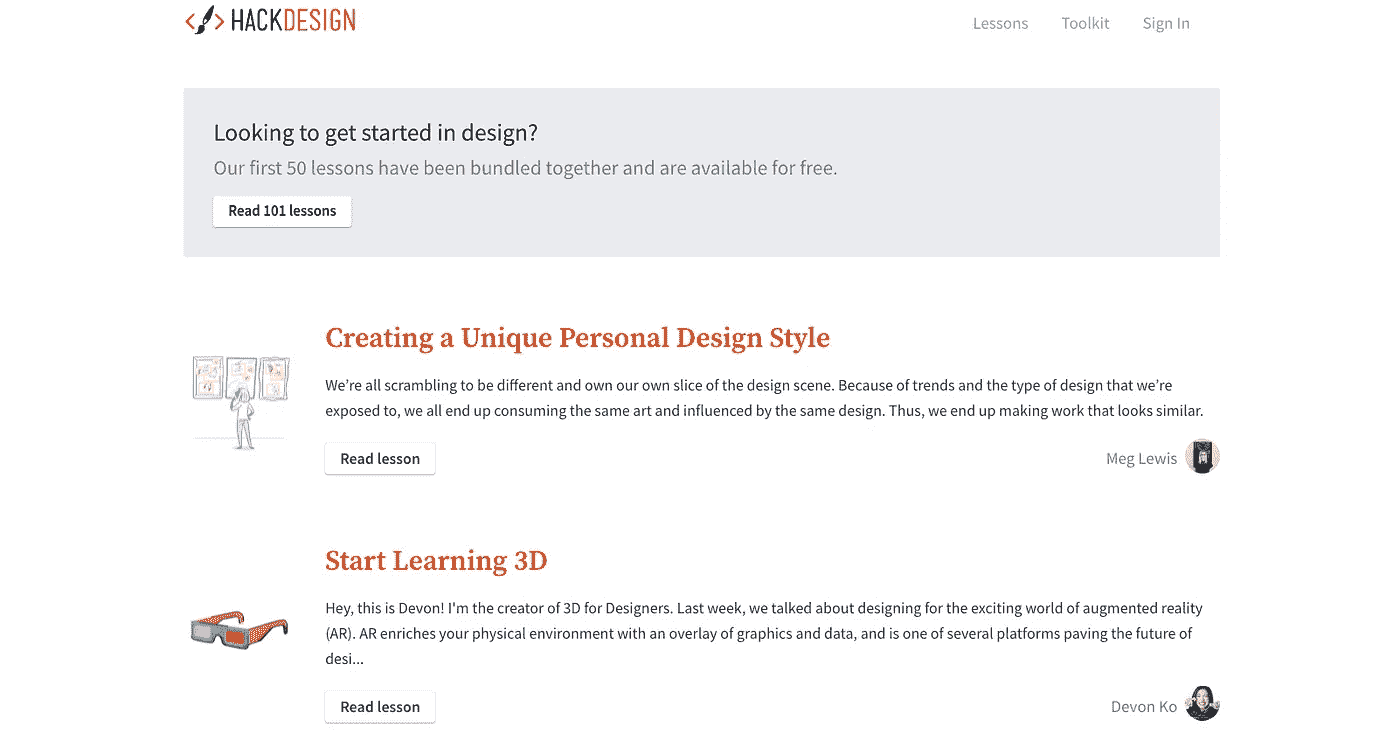 HACKDESIGN
Lessons
Toolkit
Sign In
Looking to get started in design?
Our first 50 lessons have been bundled together and are available for free.
Read 101 lessons
Creating a Unique Personal Design Style
We’re all scrambling to be different and own our own slice of the design scene. Because of trends and the type of design that we’re
exposed to, we all end up consuming the same art and influenced by the same design. Thus, we end up making work that looks similar.
Read lesson
Meg Lewis
Start Learning 3D
Hey, this is Devon! I'm the creator of 3D for Designers. Last week, we talked about designing for the exciting world of augmented reality
(AR). AR enriches your physical environment with an overlay of graphics and data, and is one of several platforms paving the future of
desi...
Read lesson
Devon Ko